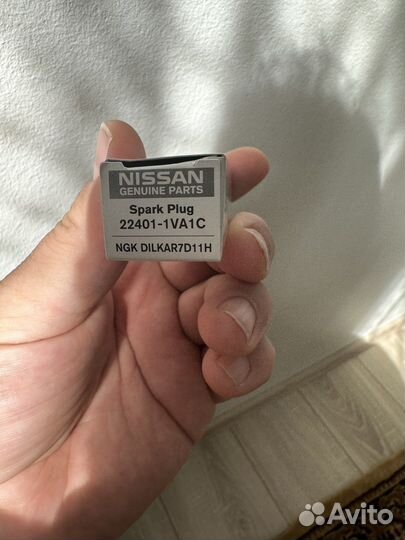 NISSAN
GENUINE PARTS
Spark Plug
22401-1VA1C
NGK DILKAR7D11H
Avito